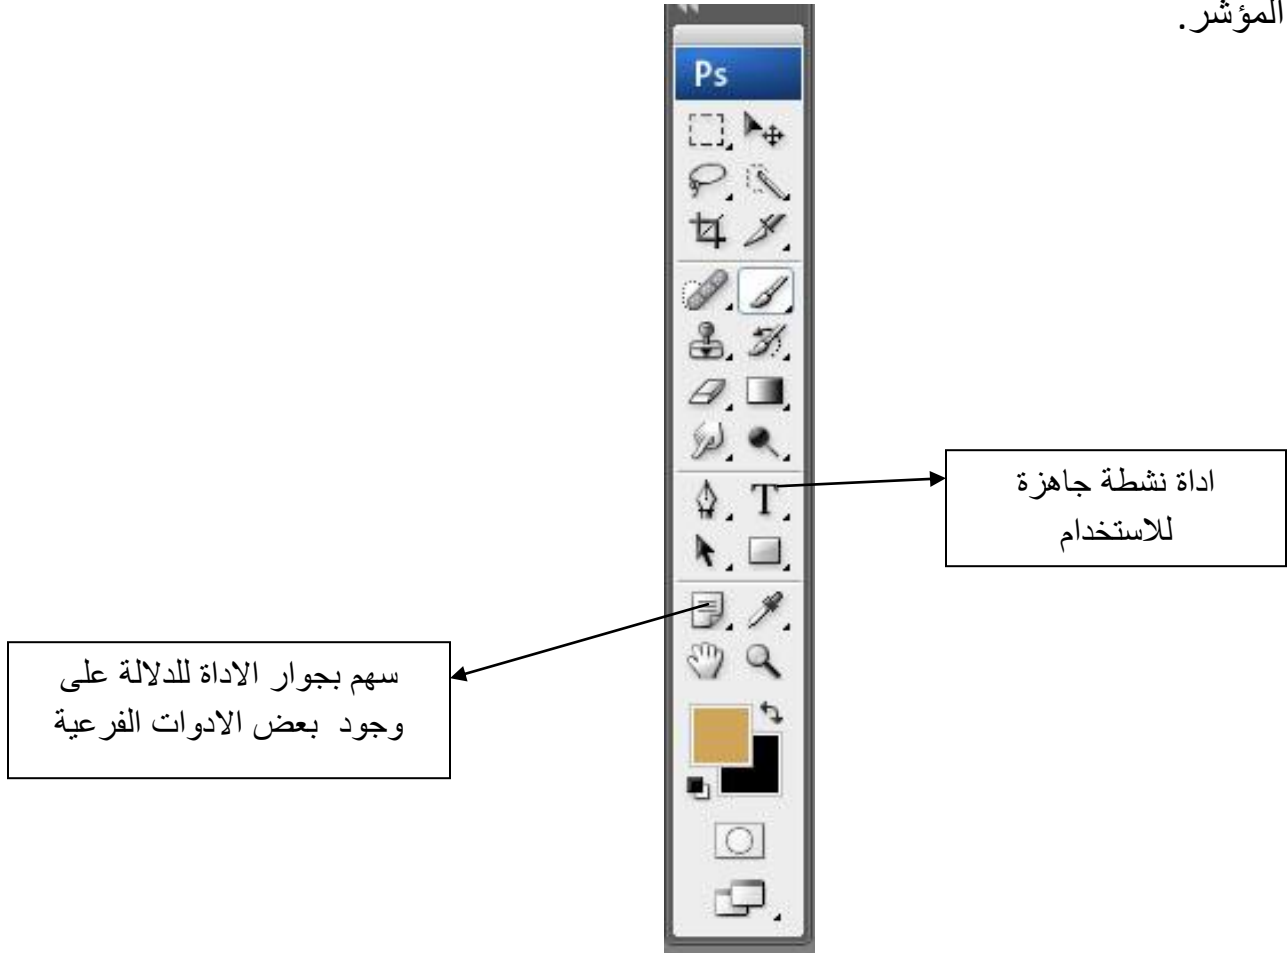 المؤشر.
Ps
T
اداة نشطة جاهزة
للاستخدام
سهم بجوار الاداة للدلالة على
وجود بعض الادوات الفرعية